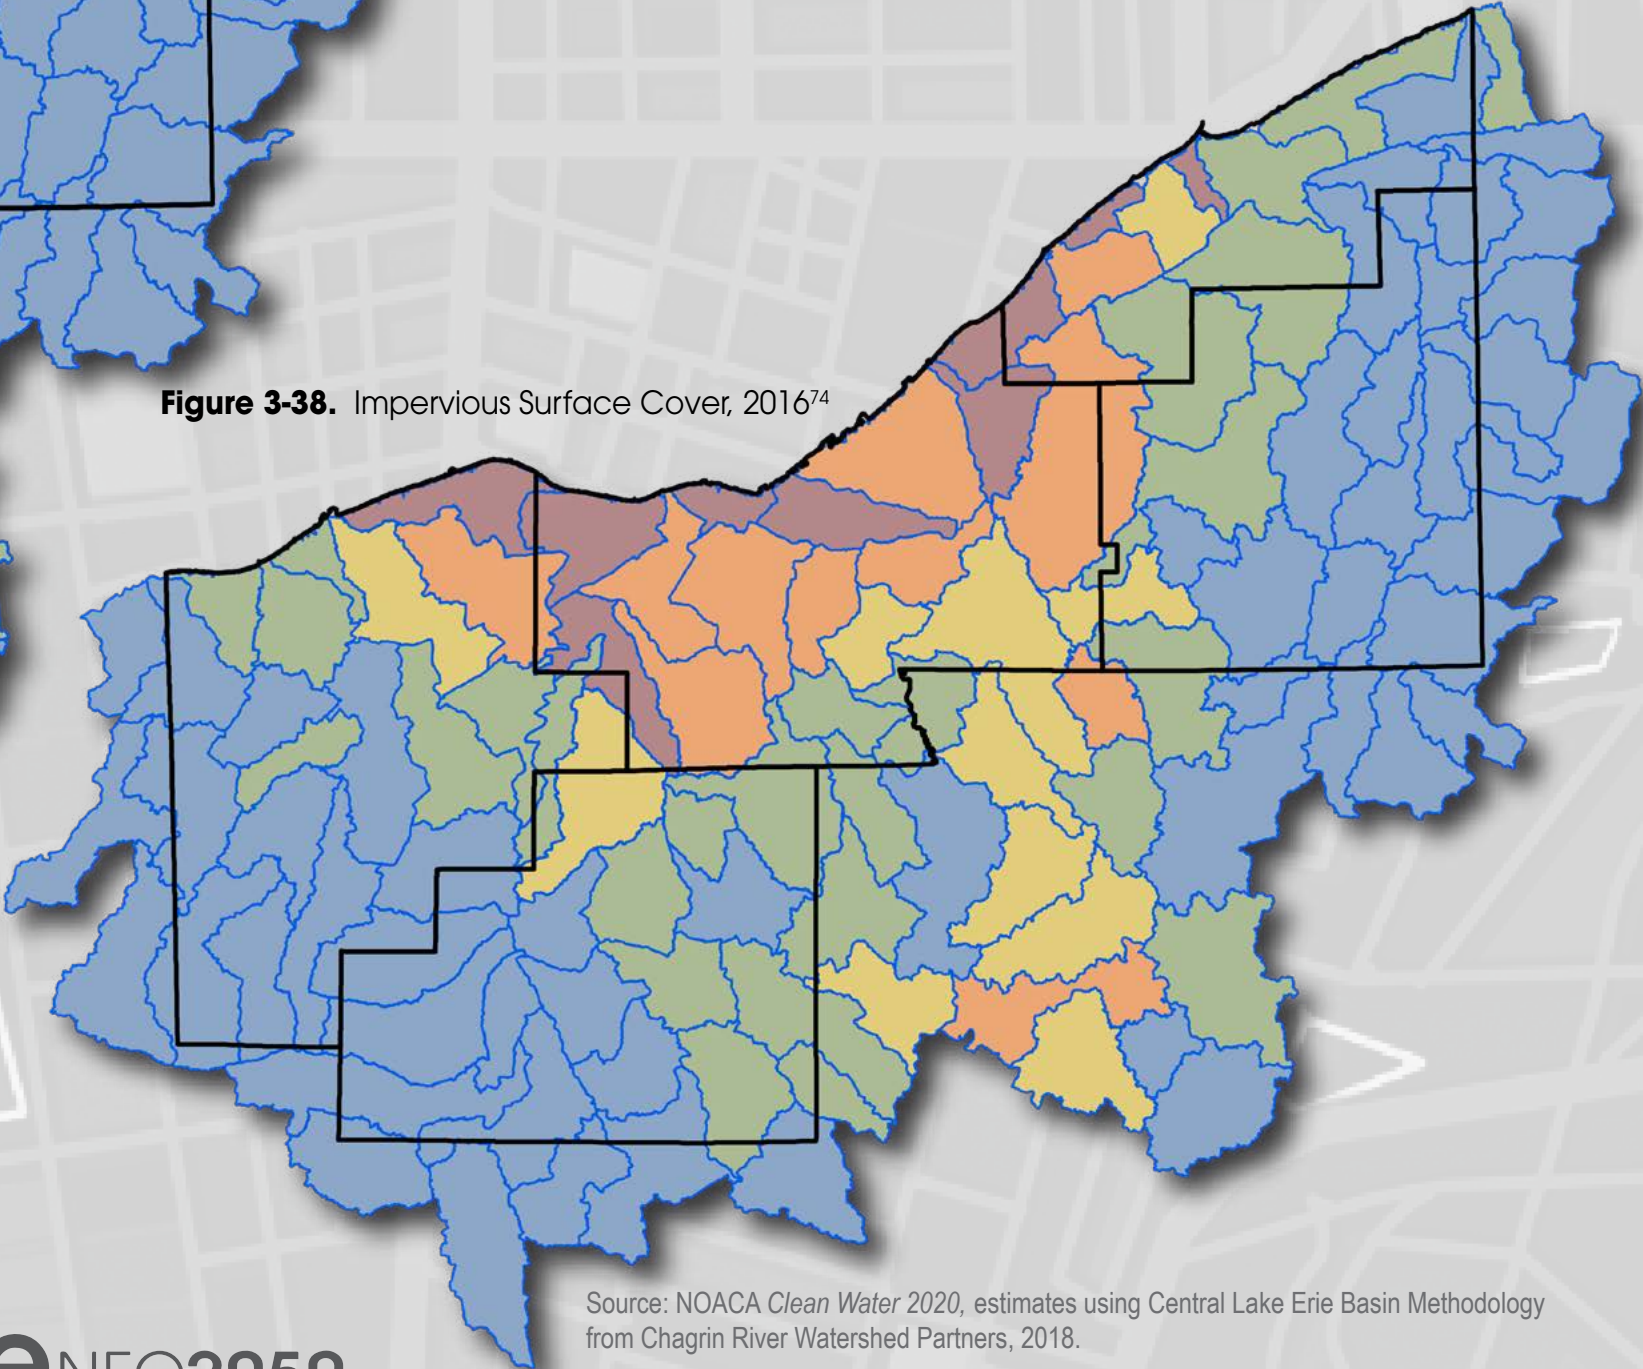 Figure 3-38. Impervious Surface Cover, 2016⁷⁴
Source: NOACA Clean Water 2020, estimates using Central Lake Erie Basin Methodology
from Chagrin River Watershed Partners, 2018.